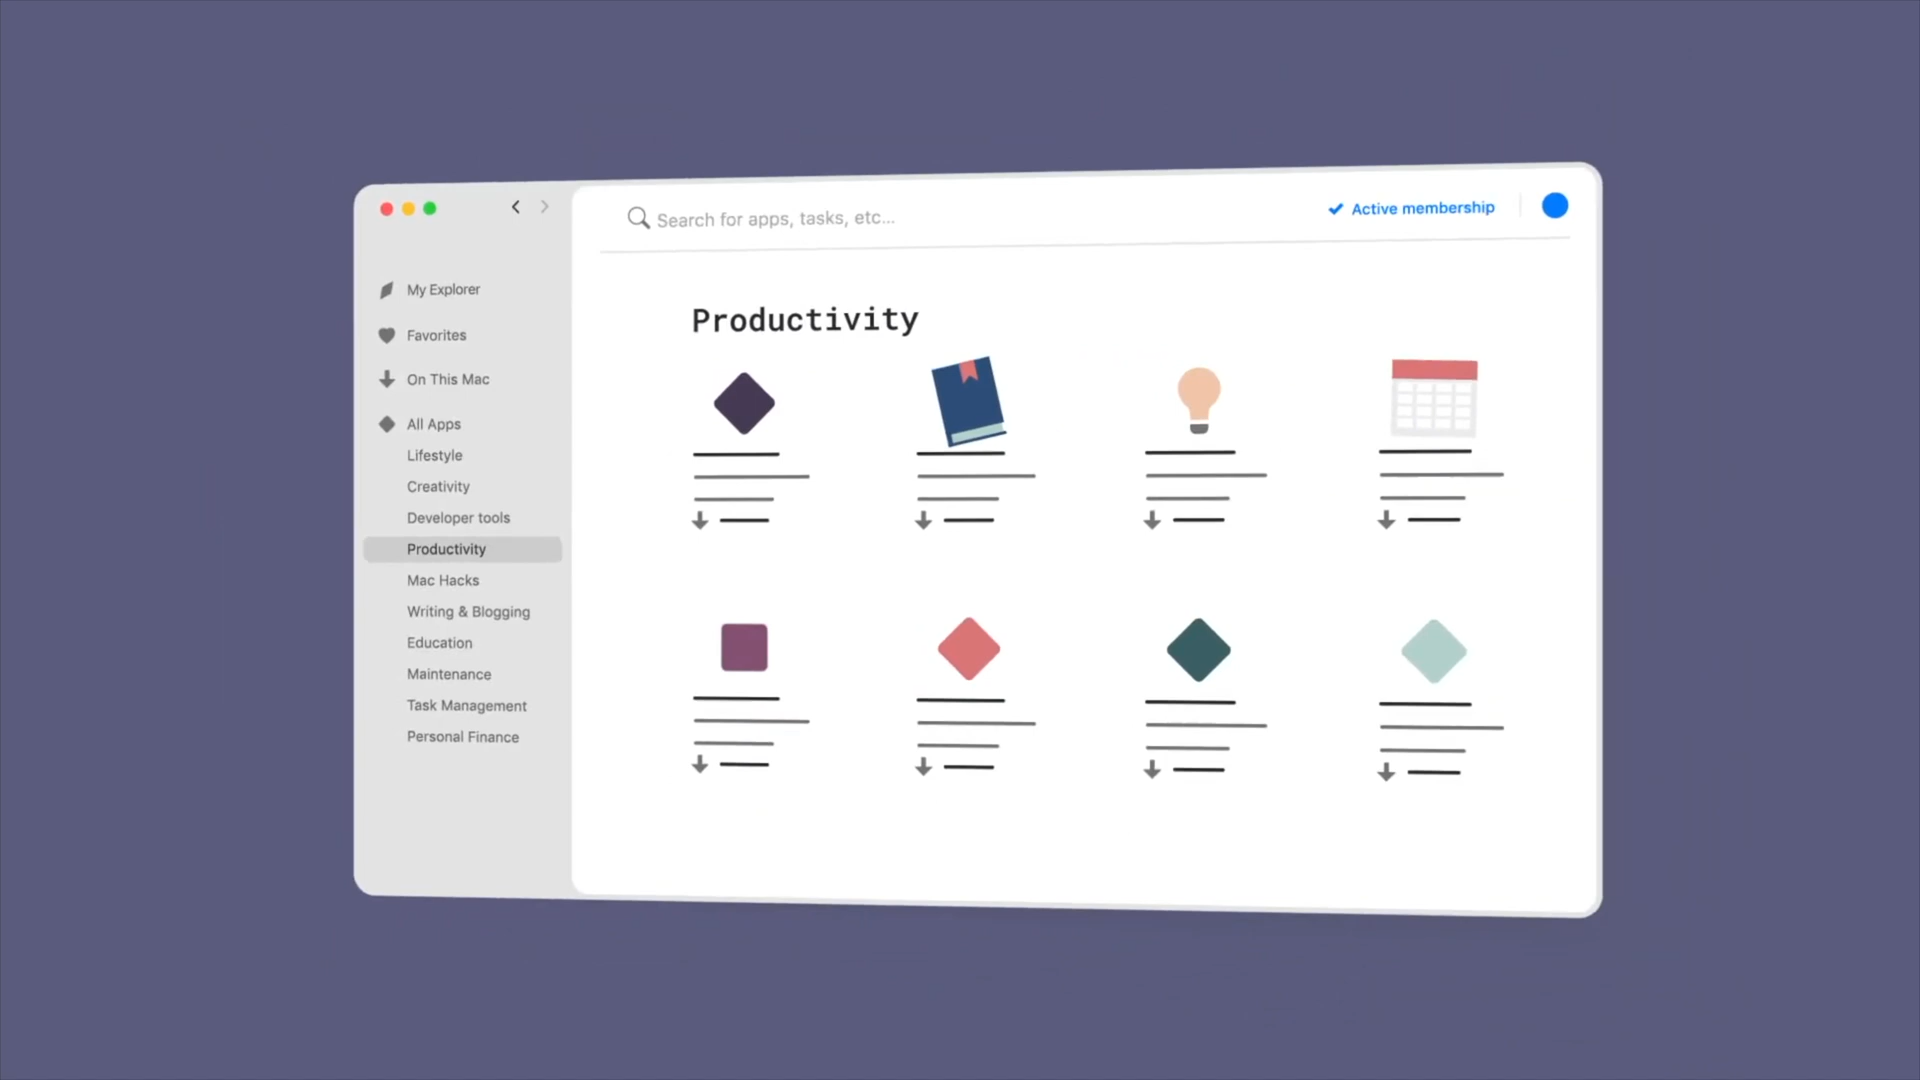 Search for apps, tasks, etc...
Active membership
My Explorer
Favorites
On This Mac
All Apps
Lifestyle
Creativity
Developer tools
Productivity
Mac Hacks
Writing & Blogging
Education
Maintenance
Task Management
Personal Finance
Productivity